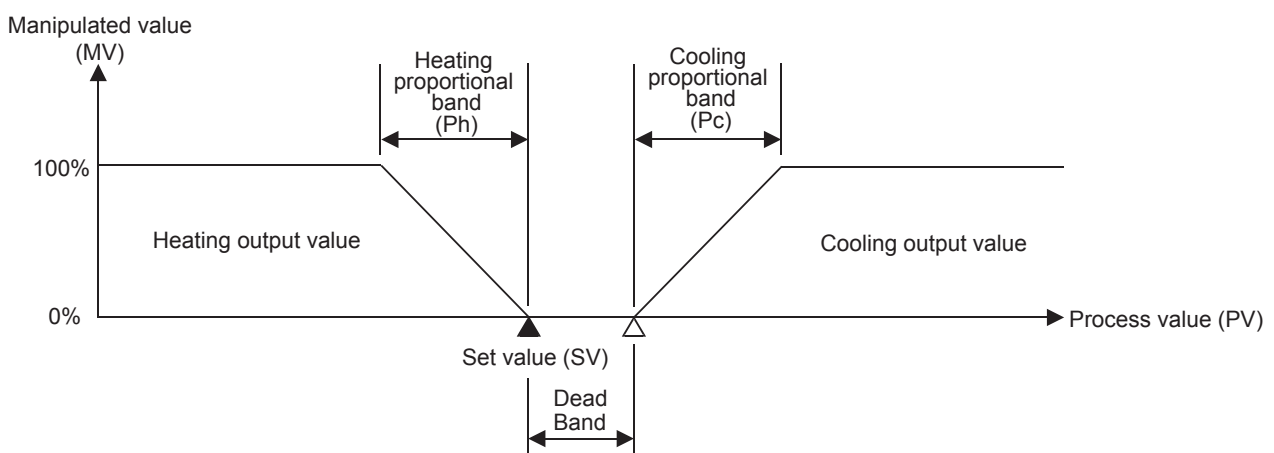 Manipulated value
(MV)
Heating
proportional
band
(Ph)
Cooling
proportional
band
(Pc)
100%
Heating output value
Cooling output value
0%
Process value (PV)
Set value (SV)
Dead
Band